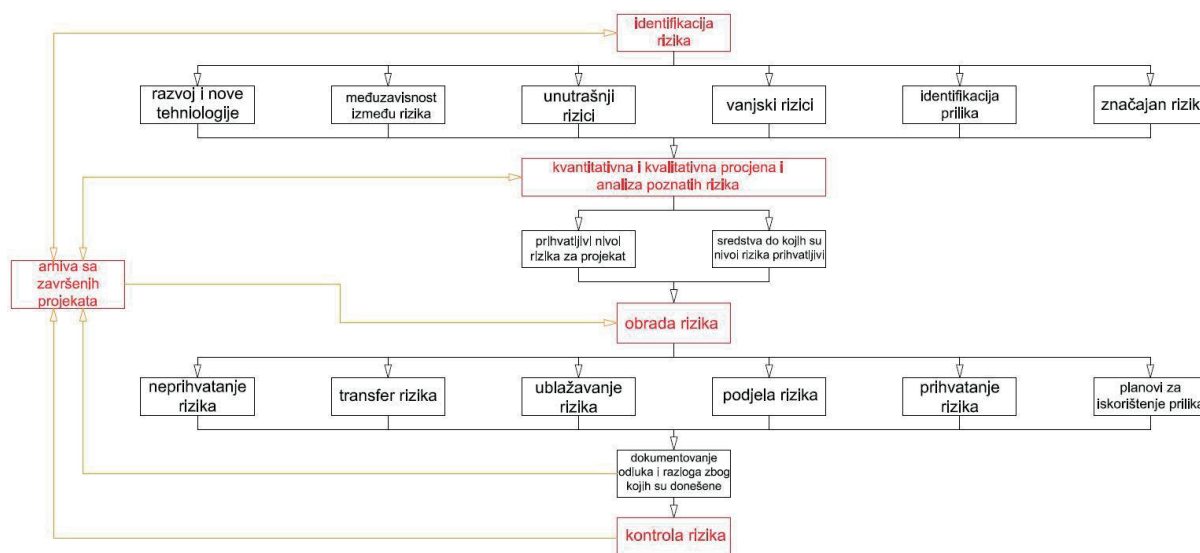 identifikacija
rizika
razvoj i nove
tehniologije
međuzavisnost
između rizika
unutrašnji
rizici
vanjski rizici
identifikacija
prilika
značajan rizik
kvantitativna i kvalitativna procjena i
analiza poznatih rizika
prihvatljivi nivoi
rizika za projekat
sredstva do kojih su
nivoi rizika prihvatljivi
arhiva sa
završenih
projekata
obrada rizika
neprihvatanje
rizika
transfer rizika
ublažavanje
rizika
podjela rizika
prihvatanje
rizika
planovi za
iskorištenje prilika
dokumentovanje
odluka i razloga zbog
kojih su donešene
kontrola rizika